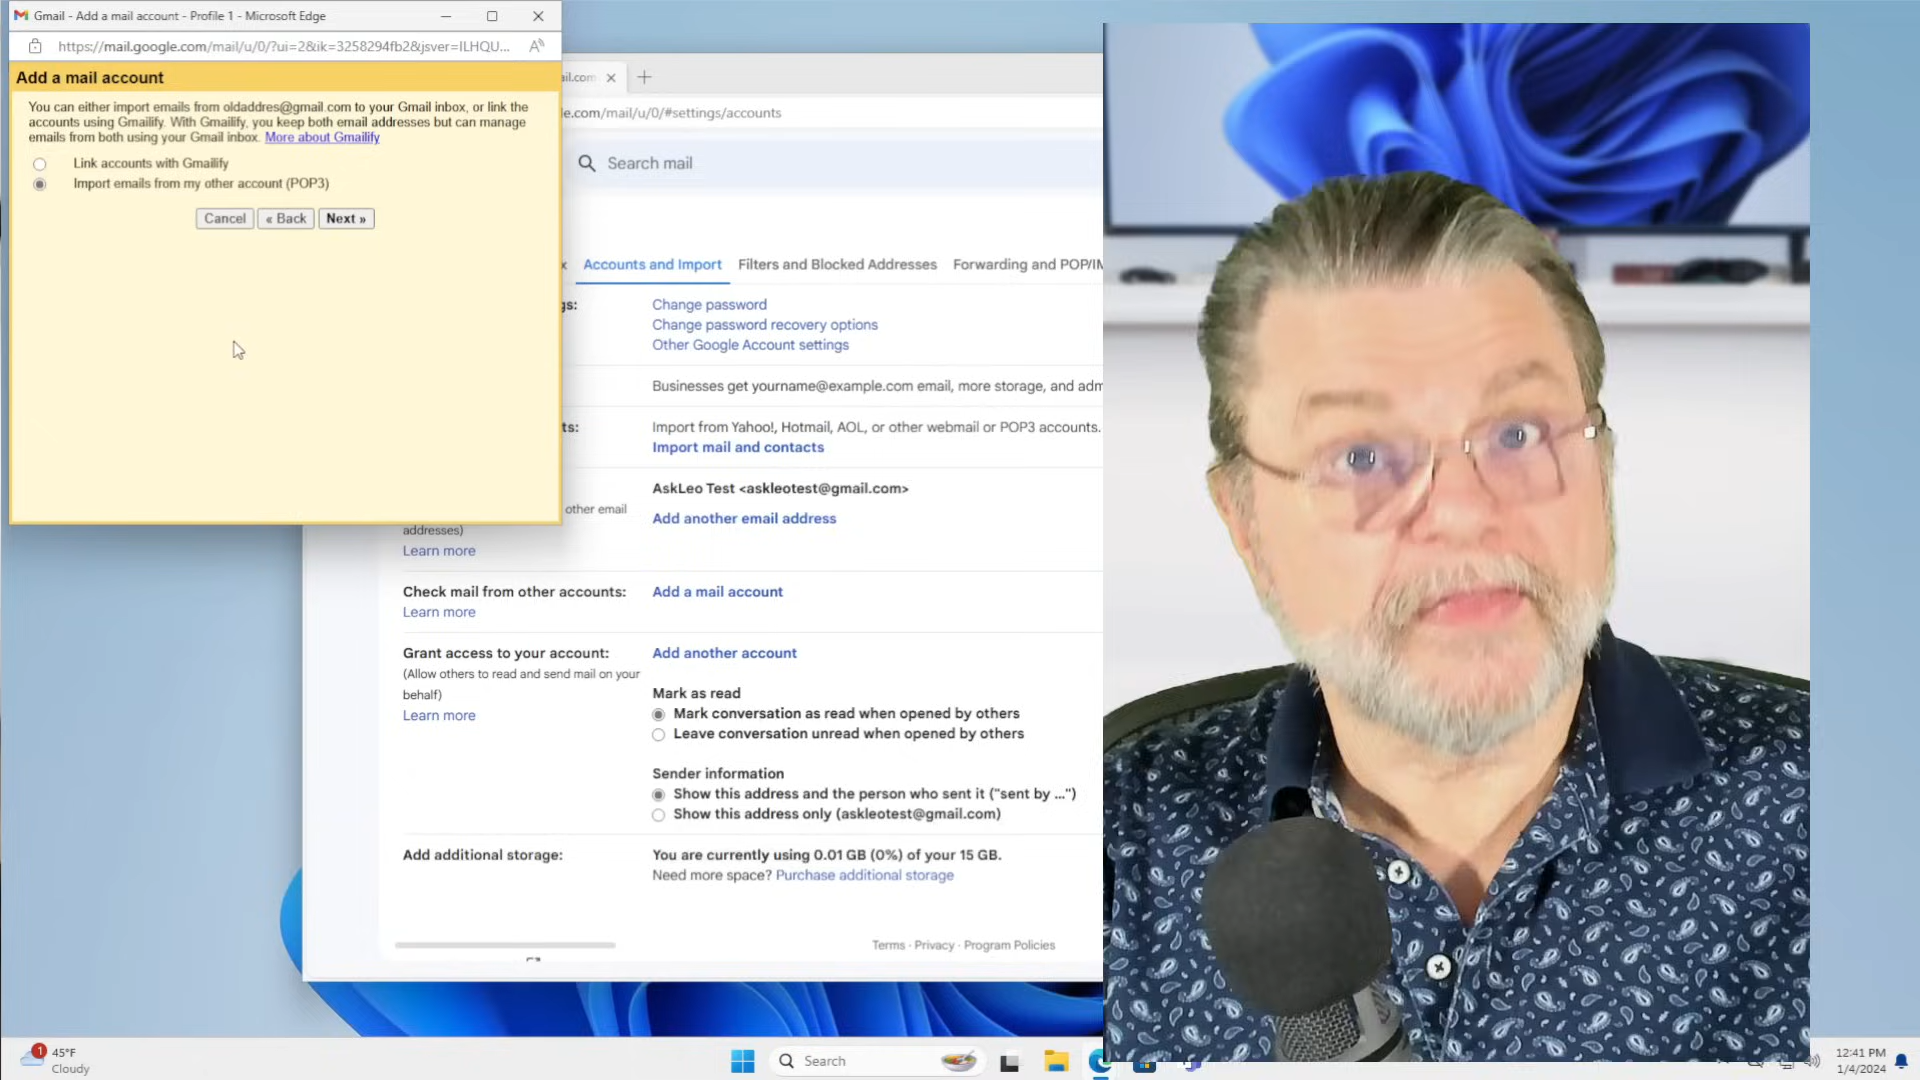 Gmail - Add a mail account - Profile 1 - Microsoft Edge
https://mail.google.com/mail/u/0/?ui=2&ik=3258294fb2&jsver=ILHQU...
Add a mail account
You can either import emails from oldaddres@gmail.com to your Gmail inbox, or link the
accounts using Gmailify. With Gmailify, you keep both email addresses but can manage
emails from both using your Gmail inbox. More about Gmailify
Link accounts with Gmailify
Import emails from my other account (POP3)
Cancel
« Back
Next »
ail.com
le.com/mail/u/0/#settings/accounts
Search mail
x
Accounts and Import
Filters and Blocked Addresses
Forwarding and POP/IM
gs:
Change password
Change password recovery options
Other Google Account settings
Businesses get yourname@example.com email, more storage, and adm
ts:
Import from Yahoo!, Hotmail, AOL, or other webmail or POP3 accounts.
Import mail and contacts
AskLeo Test <askleotest@gmail.com>
other email
Add another email address
addresses)
Learn more
Check mail from other accounts:
Add a mail account
Learn more
Grant access to your account:
Add another account
(Allow others to read and send mail on your
behalf)
Learn more
Mark as read
Mark conversation as read when opened by others
Leave conversation unread when opened by others
Sender information
Show this address and the person who sent it ("sent by ...")
Show this address only (askleotest@gmail.com)
Add additional storage:
You are currently using 0.01 GB (0%) of your 15 GB.
Need more space? Purchase additional storage
Terms · Privacy · Program Policies
1
45°F
Cloudy
Search
12:41 PM
1/4/2024